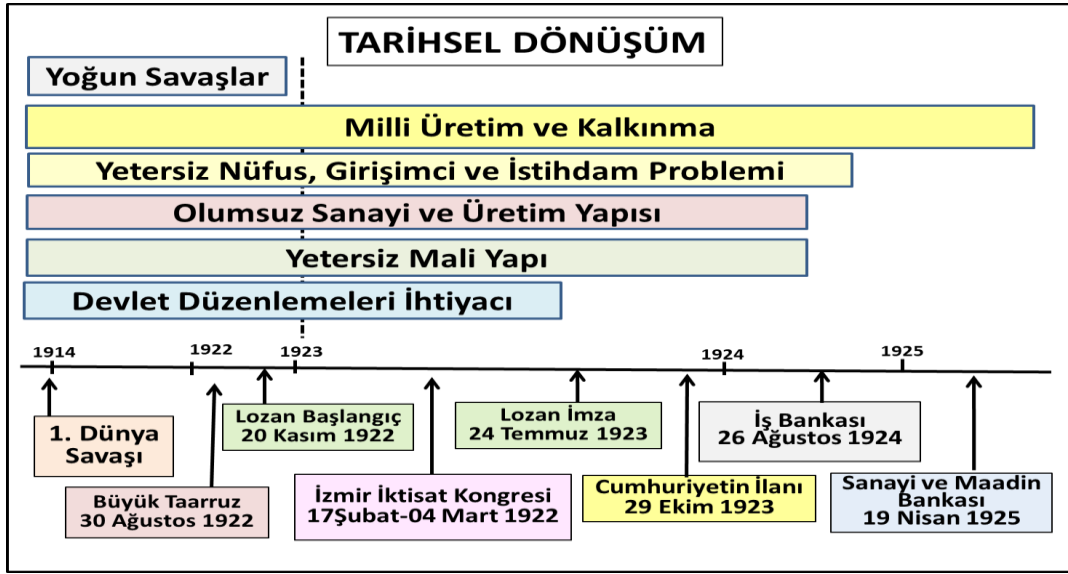 TARİHSEL DÖNÜŞÜM
Yoğun Savaşlar
Milli Üretim ve Kalkınma
Yetersiz Nüfus, Girişimci ve İstihdam Problemi
Olumsuz Sanayi ve Üretim Yapısı
Yetersiz Mali Yapı
Devlet Düzenlemeleri İhtiyacı
1914
1922
1923
1924
1925
1. Dünya
Savaşı
Büyük Taarruz
30 Ağustos 1922
Lozan Başlangıç
20 Kasım 1922
İzmir İktisat Kongresi
17Şubat-04 Mart 1922
Lozan İmza
24 Temmuz 1923
Cumhuriyetin İlanı
29 Ekim 1923
İş Bankası
26 Ağustos 1924
Sanayi ve Maadin
Bankası
19 Nisan 1925